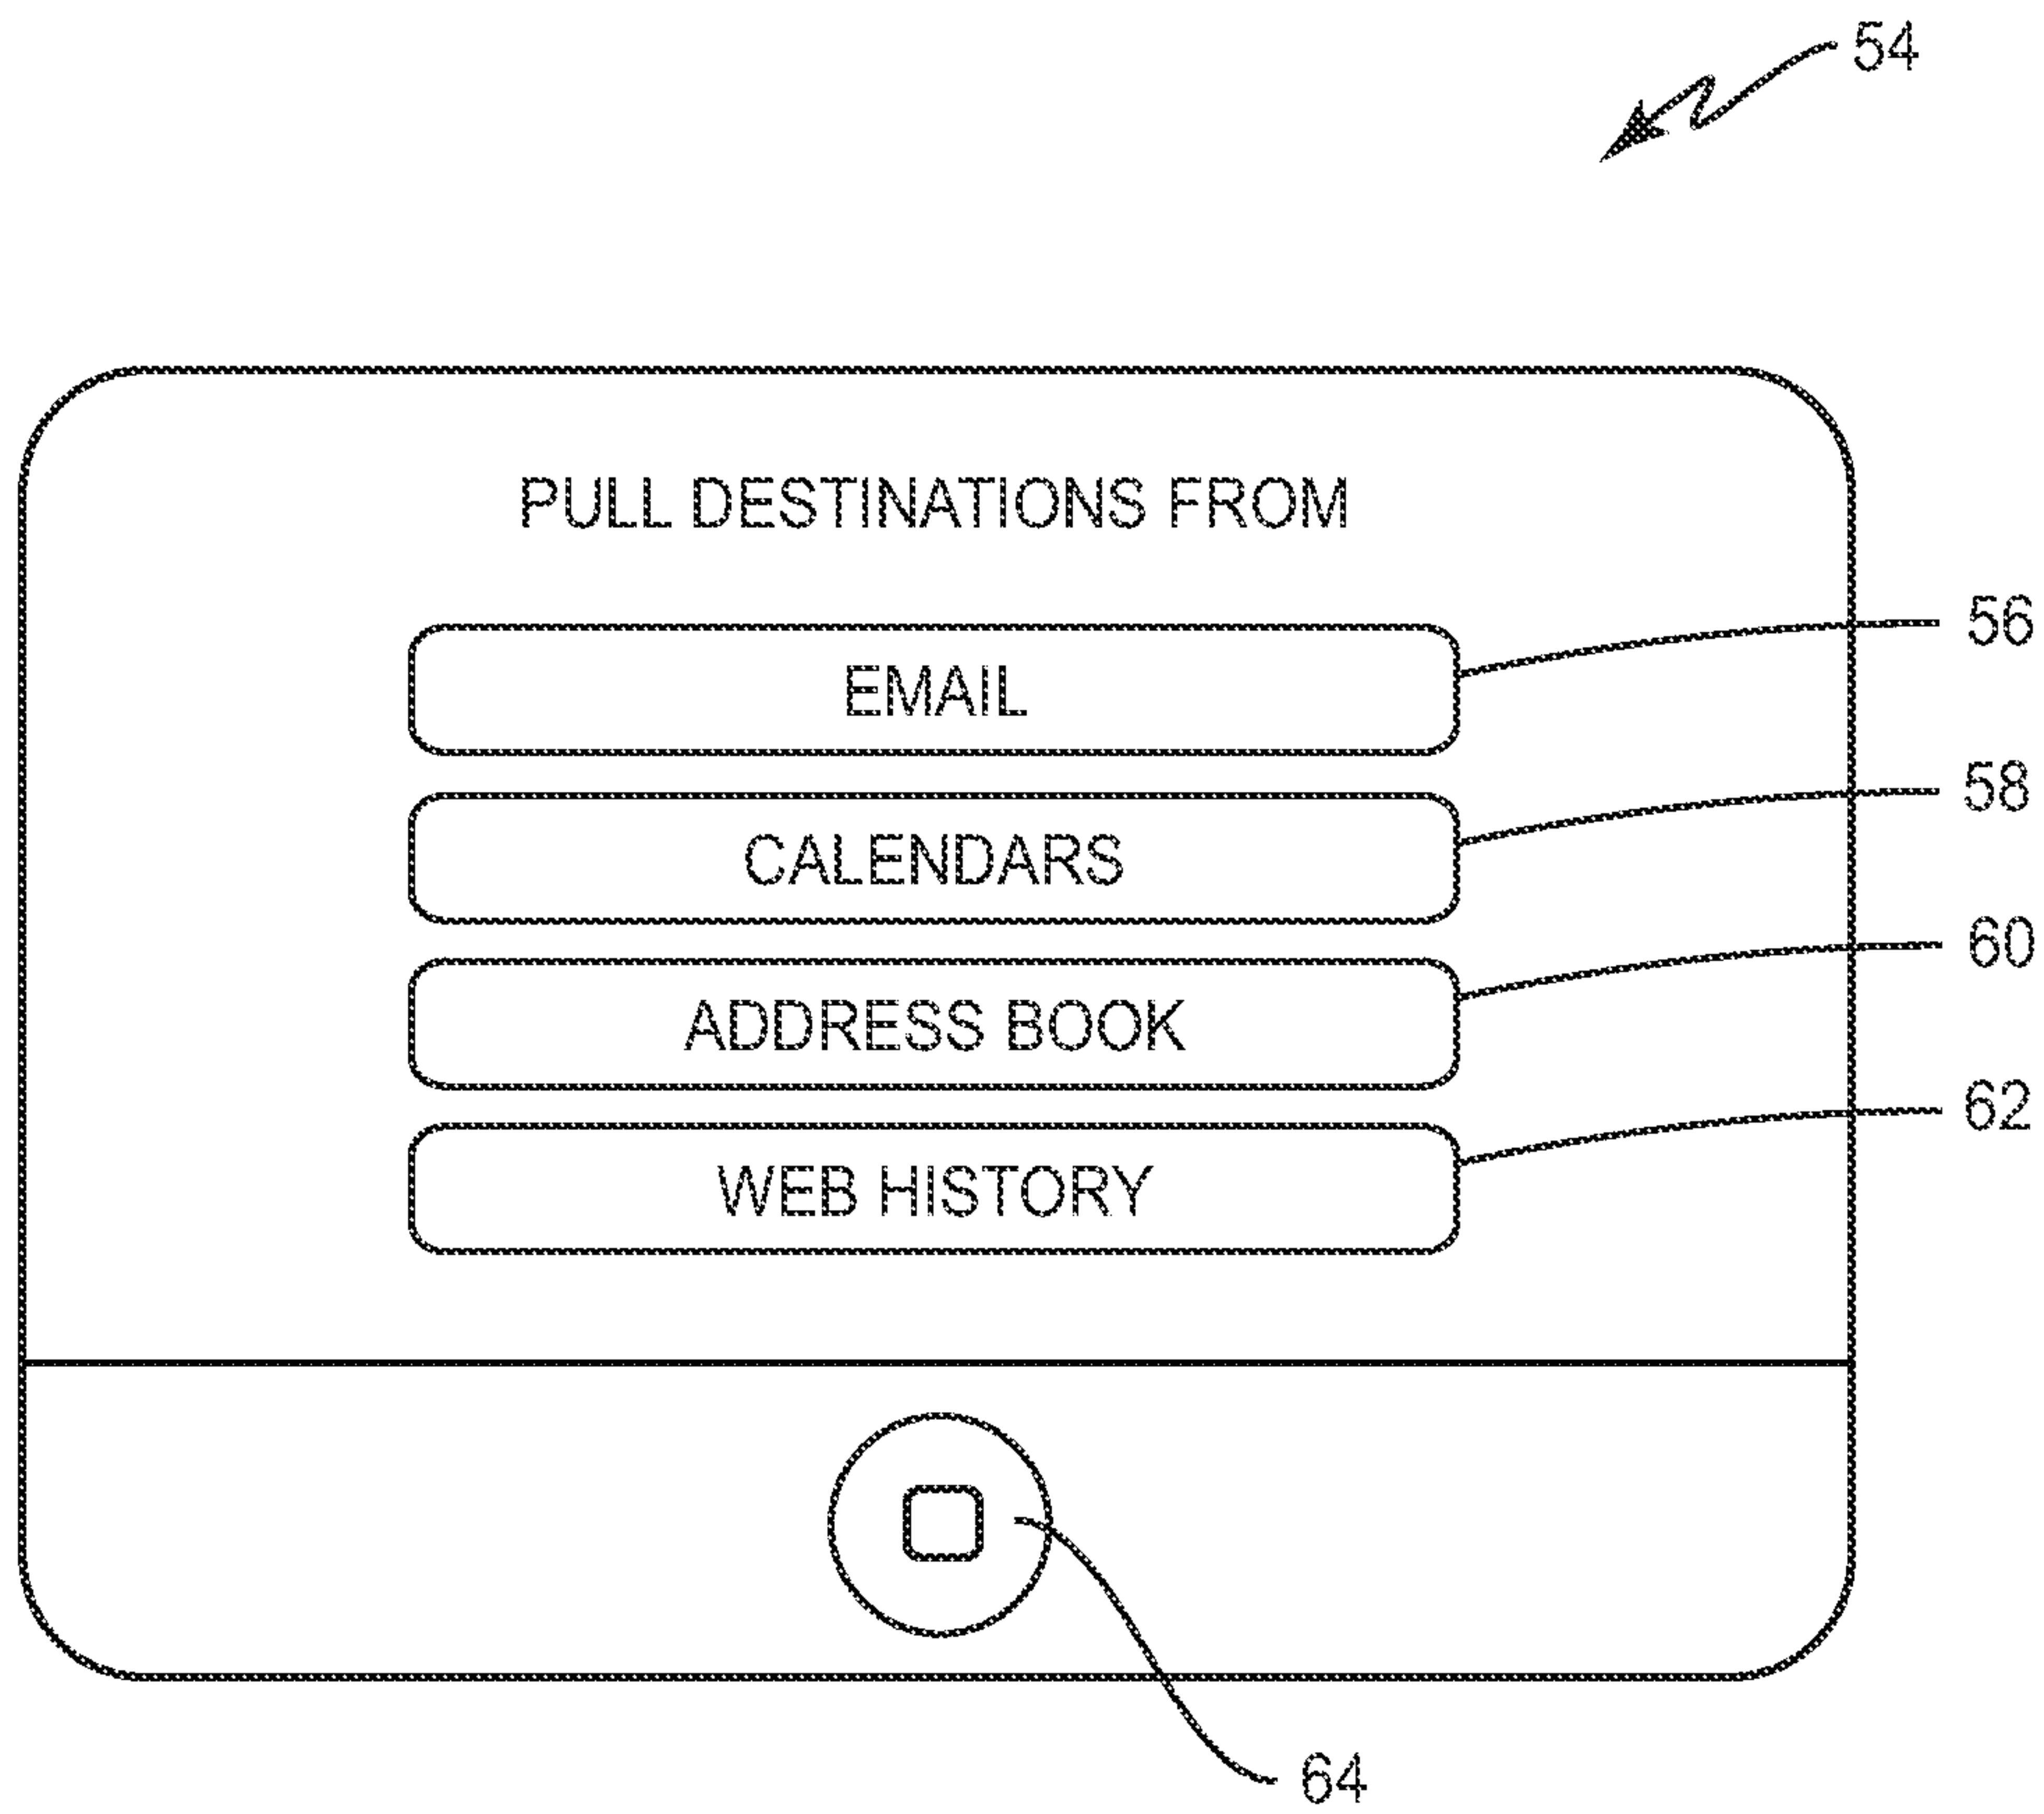 54
PULL DESTINATIONS FROM
EMAIL
56
CALENDARS
58
ADDRESS BOOK
60
WEB HISTORY
62
64